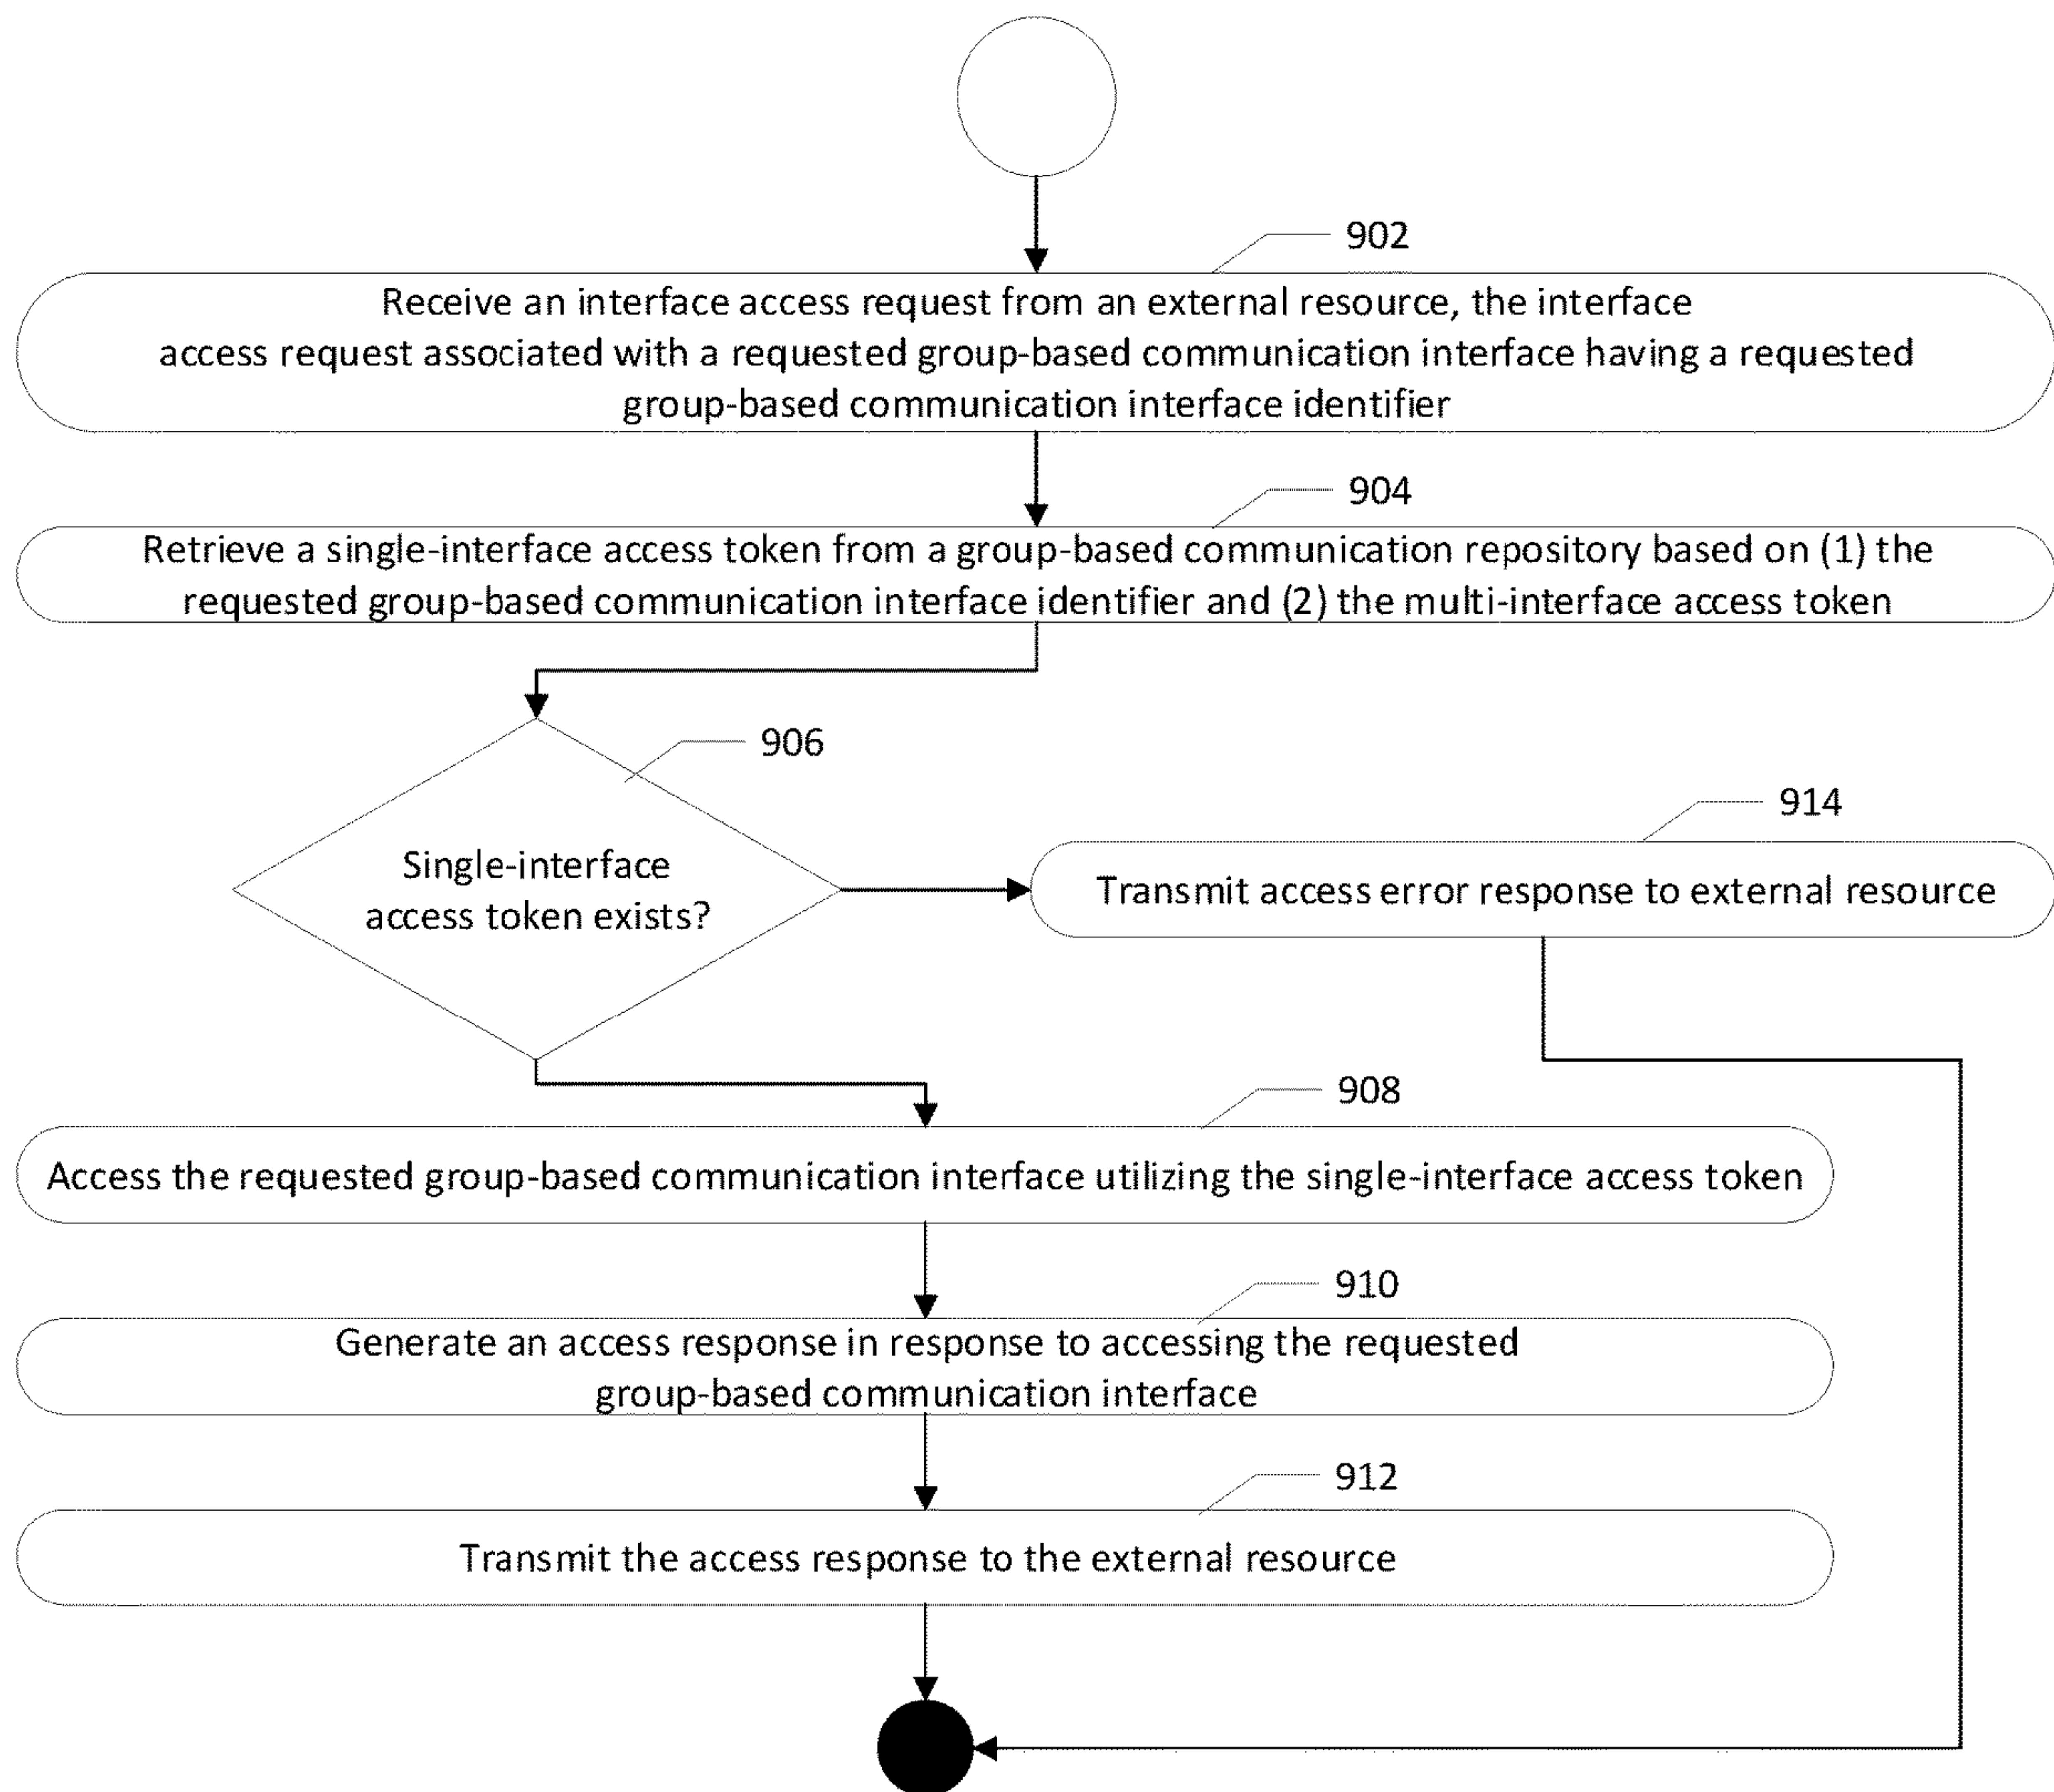 902
Receive an interface access request from an external resource, the interface
access request associated with a requested group-based communication interface having a requested
group-based communication interface identifier
904
Retrieve a single-interface access token from a group-based communication repository based on (1) the
requested group-based communication interface identifier and (2) the multi-interface access token
906
Single-interface
access token exists?
914
Transmit access error response to external resource
908
Access the requested group-based communication interface utilizing the single-interface access token
910
Generate an access response in response to accessing the requested
group-based communication interface
912
Transmit the access response to the external resource